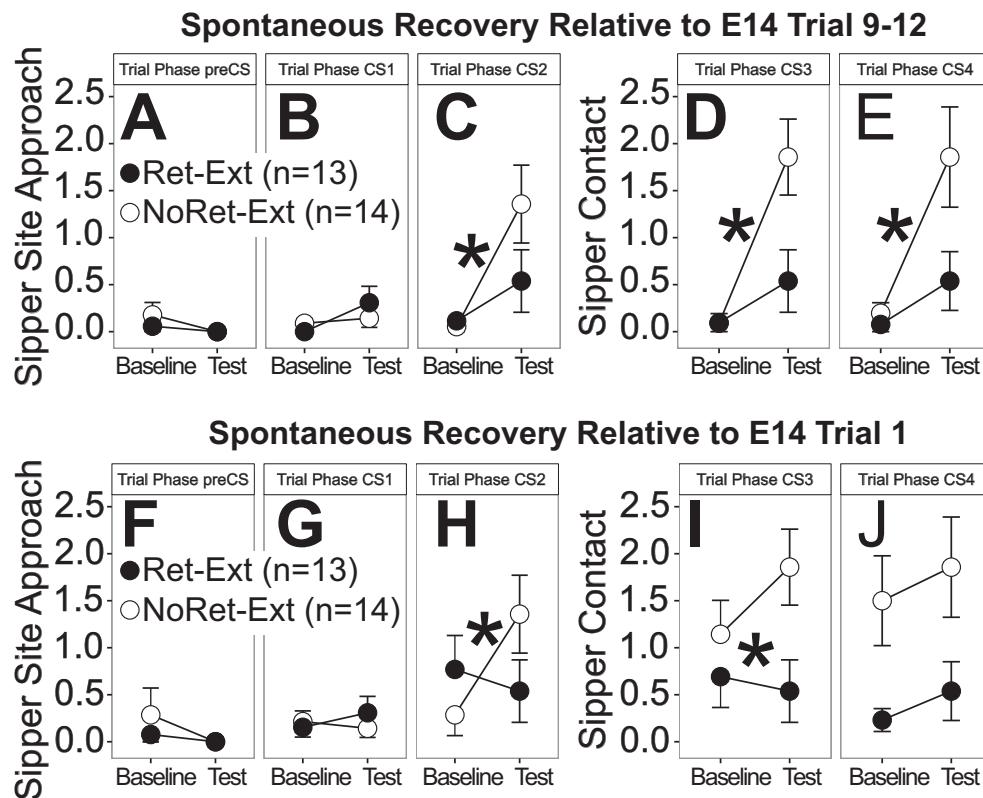 Spontaneous Recovery Relative to E14 Trial 9-12
Trial Phase preCS
Trial Phase CS1
Trial Phase CS2
Trial Phase CS3
Trial Phase CS4
Sipper Site Approach
2.5
2.0
1.5
1.0
0.5
0.0
A
B
C
Ret-Ext (n=13)
NoRet-Ext (n=14)
*
Baseline Test
Baseline Test
Baseline Test
Sipper Contact
2.5
2.0
1.5
1.0
0.5
0.0
D
E
*
*
Baseline Test
Baseline Test
Spontaneous Recovery Relative to E14 Trial 1
Trial Phase preCS
Trial Phase CS1
Trial Phase CS2
Trial Phase CS3
Trial Phase CS4
Sipper Site Approach
2.5
2.0
1.5
1.0
0.5
0.0
F
G
H
Ret-Ext (n=13)
NoRet-Ext (n=14)
*
Baseline Test
Baseline Test
Baseline Test
Sipper Contact
2.5
2.0
1.5
1.0
0.5
0.0
I
J
*
Baseline Test
Baseline Test